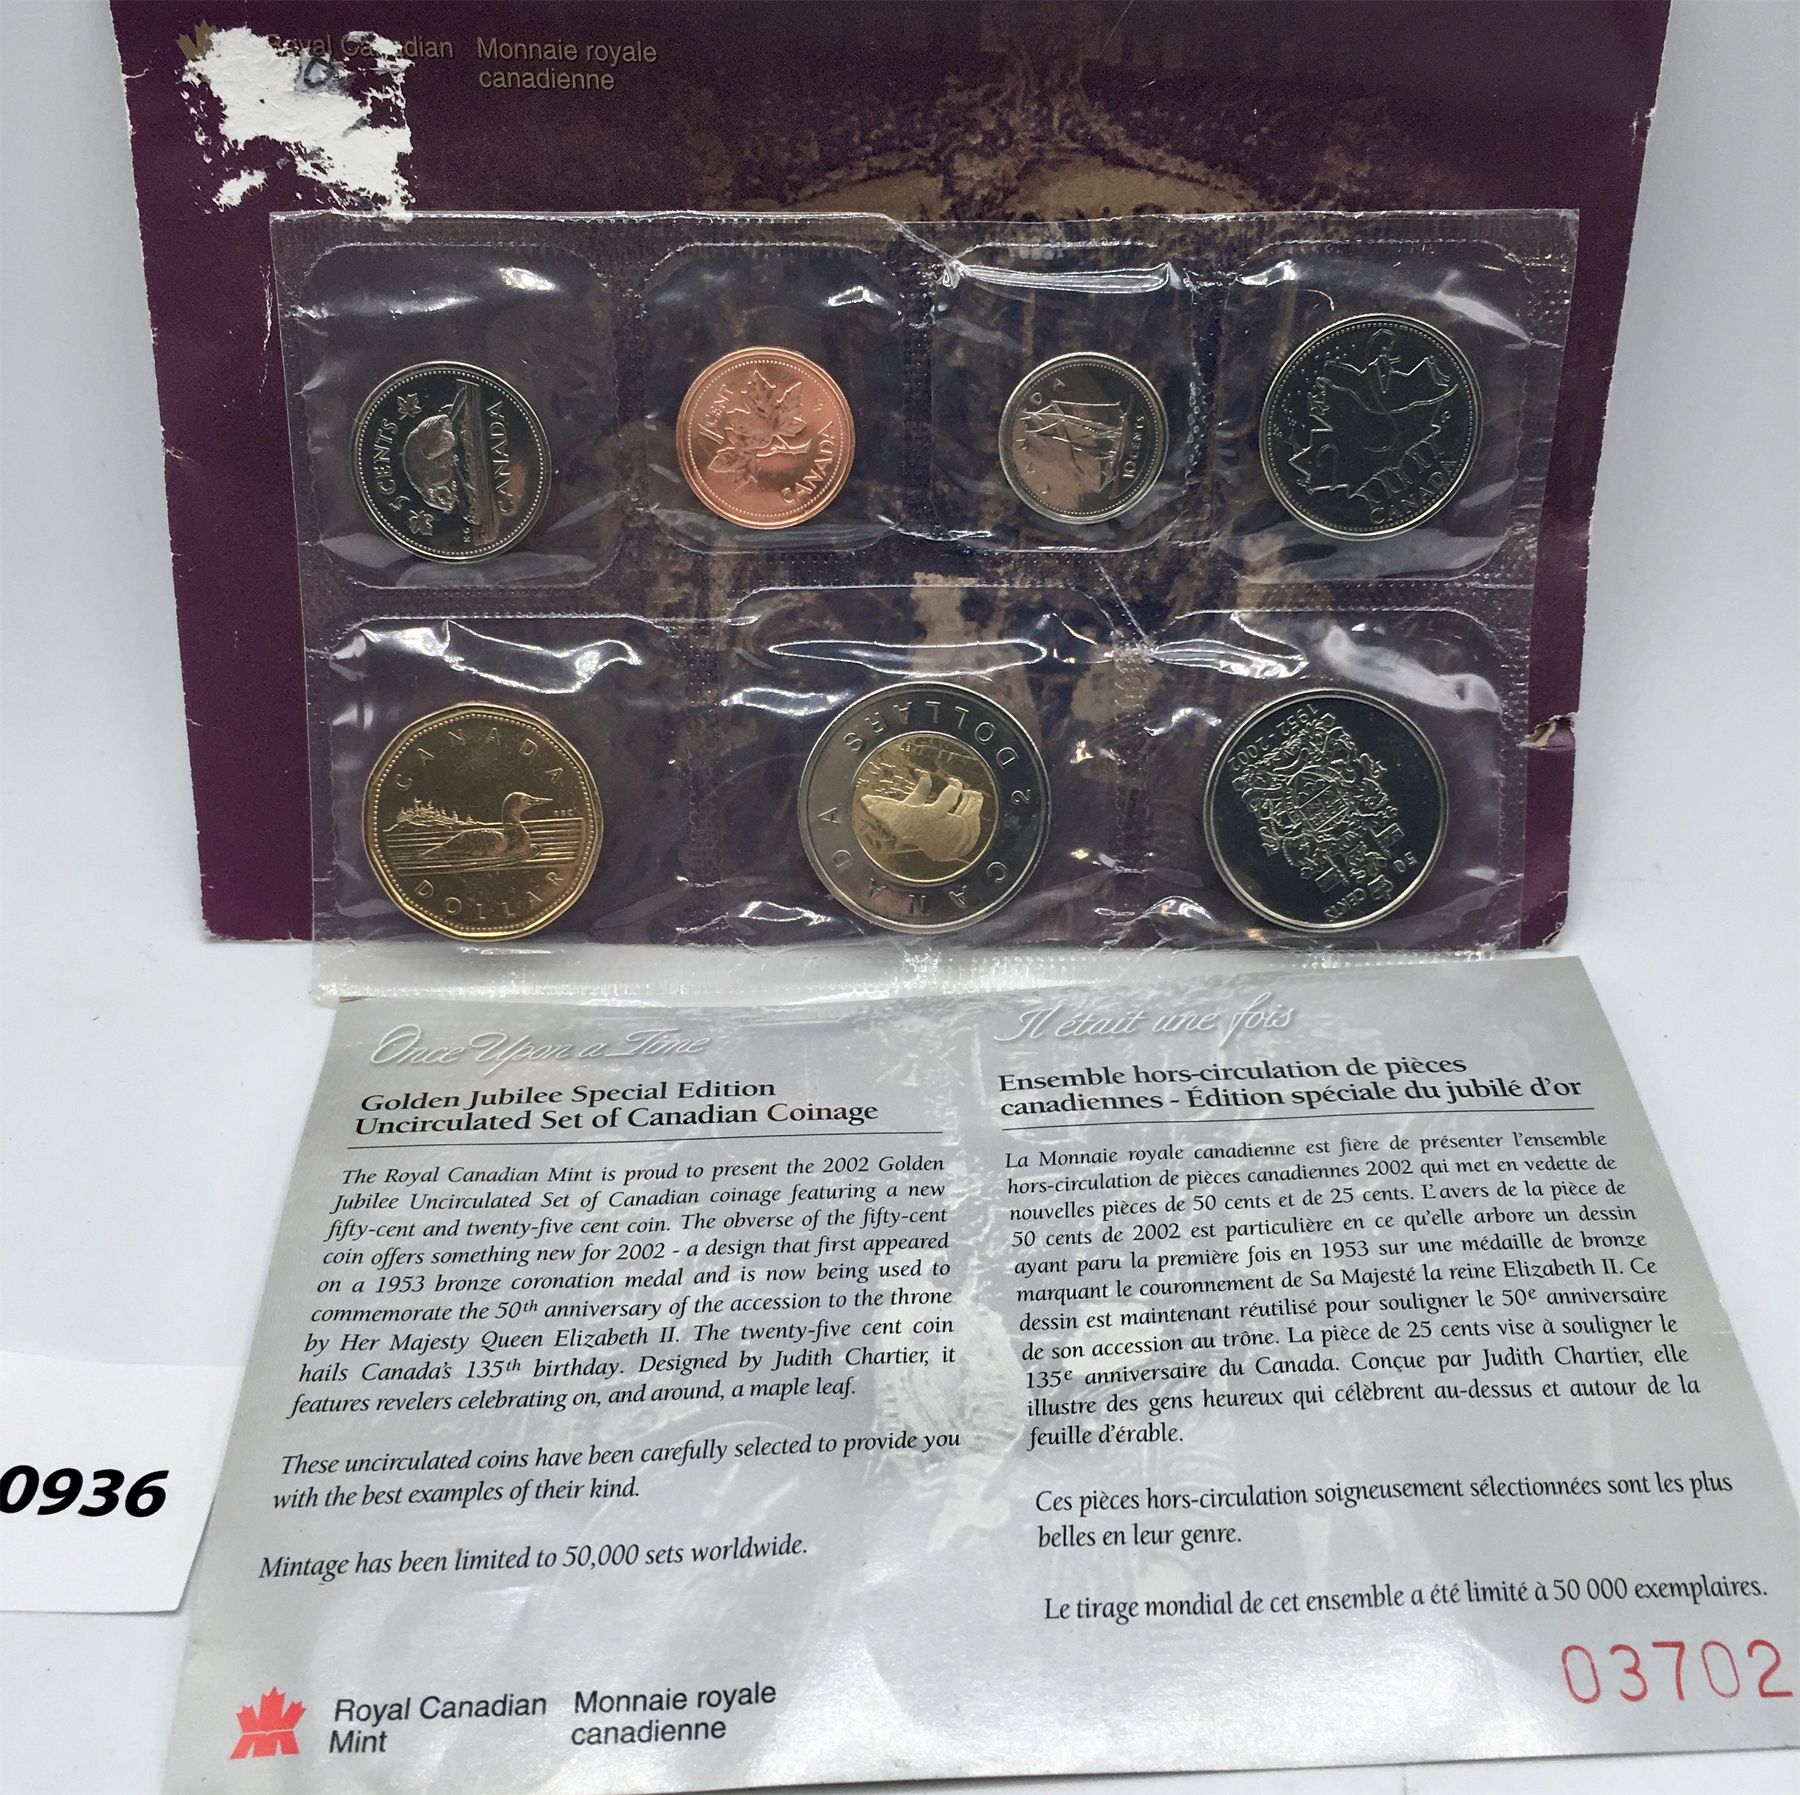 Royal Canadian Monnaie royale
canadienne
5 CENTS
CANADA
1 CENT
CANADA
CANADA
10 CENTS
CANADA
CANADA
DOLLAR
2 DOLLARS
CANADA
1952 - 2002
50
CENTS
Once Upon a Time
Golden Jubilee Special Edition
Uncirculated Set of Canadian Coinage
The Royal Canadian Mint is proud to present the 2002 Golden
Jubilee Uncirculated Set of Canadian coinage featuring a new
fifty-cent and twenty-five cent coin. The obverse of the fifty-cent
coin offers something new for 2002 - a design that first appeared
on a 1953 bronze coronation medal and is now being used to
commemorate the 50th anniversary of the accession to the throne
by Her Majesty Queen Elizabeth II. The twenty-five cent coin
hails Canada's 135th birthday. Designed by Judith Chartier, it
features revelers celebrating on, and around, a maple leaf.
These uncirculated coins have been carefully selected to provide you
with the best examples of their kind.
Mintage has been limited to 50,000 sets worldwide.
Il était une fois
Ensemble hors-circulation de pièces
canadiennes - Édition spéciale du jubilé d'or
La Monnaie royale canadienne est fière de présenter l'ensemble
hors-circulation de pièces canadiennes 2002 qui met en vedette de
nouvelles pièces de 50 cents et de 25 cents. L'avers de la pièce de
50 cents de 2002 est particulière en ce qu'elle arbore un dessin
ayant paru la première fois en 1953 sur une médaille de bronze
marquant le couronnement de Sa Majesté la reine Elizabeth II. Ce
dessin est maintenant réutilisé pour souligner le 50e anniversaire
de son accession au trône. La pièce de 25 cents vise à souligner le
135e anniversaire du Canada. Conçue par Judith Chartier, elle
illustre des gens heureux qui célèbrent au-dessus et autour de la
feuille d'érable.
Ces pièces hors-circulation soigneusement sélectionnées sont les plus
belles en leur genre.
Le tirage mondial de cet ensemble a été limité à 50 000 exemplaires.
03702
Royal Canadian Monnaie royale
Mint canadienne
0936